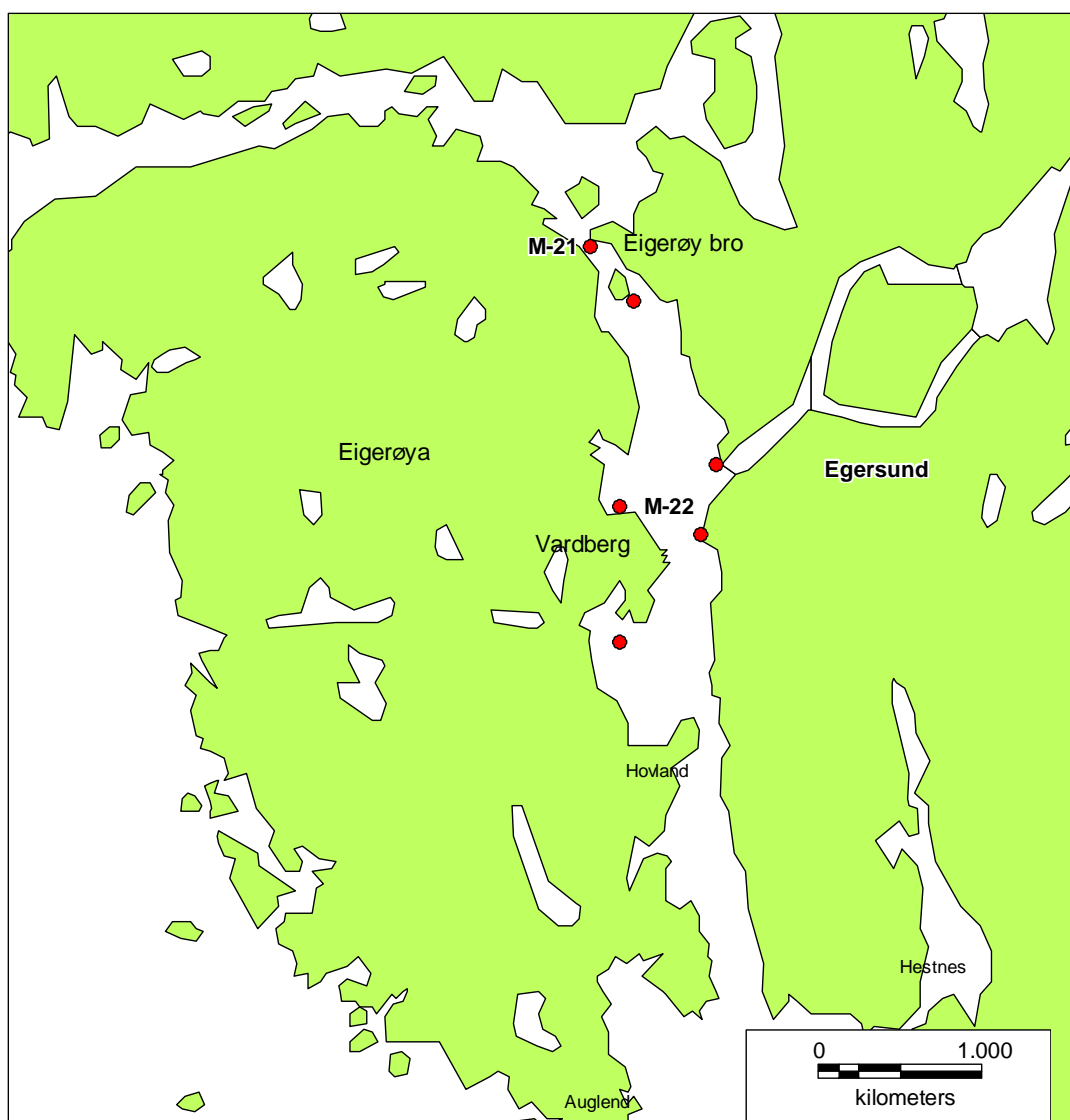 M-21
Eigerøy bro
Eigerøya
Egersund
M-22
Vardberg
Hovland
Hestnes
0 1.000
kilometers
Auglend